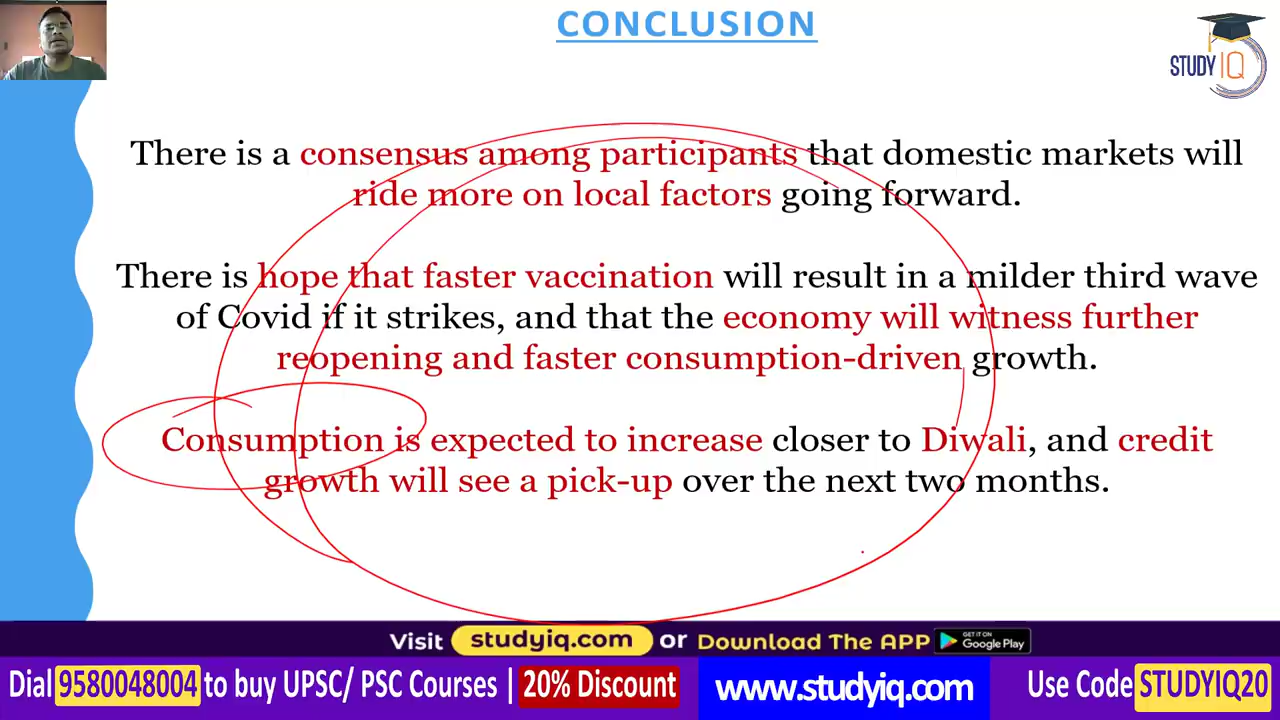 CONCLUSION
STUDY IQ
There is a consensus among participants that domestic markets will
ride more on local factors going forward.
There is hope that faster vaccination will result in a milder third wave
of Covid if it strikes, and that the economy will witness further
reopening and faster consumption-driven growth.
Consumption is expected to increase closer to Diwali, and credit
growth will see a pick-up over the next two months.
Visit studyiq.com or Download The APP GET IT ON Google Play
Dial 9580048004 to buy UPSC/ PSC Courses | 20% Discount www.studyiq.com Use Code STUDYIQ20